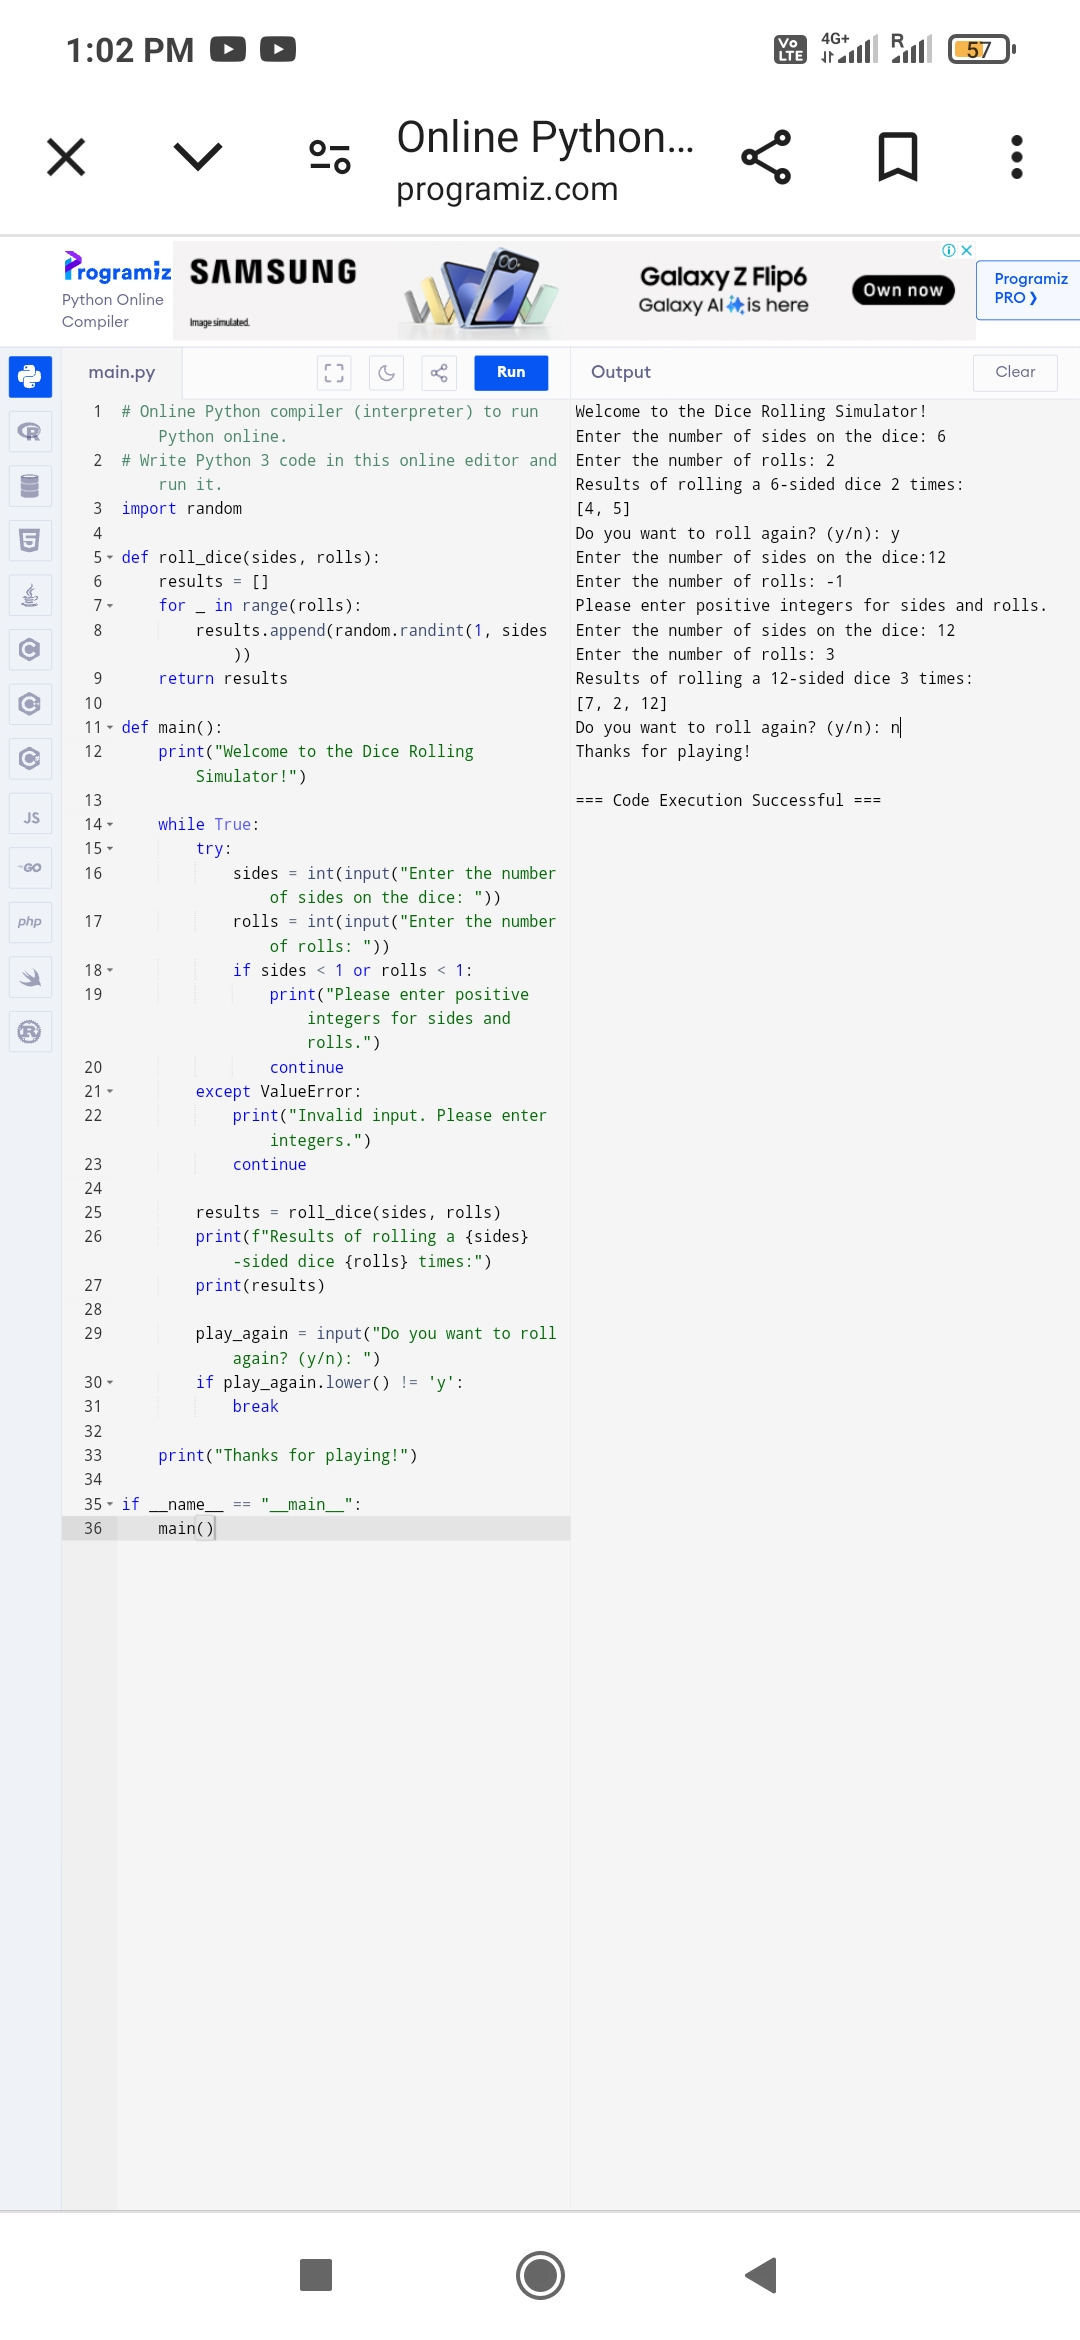 1:02 PM
Vo LTE 4G+ R 57
Online Python...
programiz.com
Programiz
Python Online
Compiler
SAMSUNG
Image simulated.
Galaxy Z Flip6
Galaxy AI is here
Own now
Programiz
PRO ❯
main.py
Run
Output
Clear
1 # Online Python compiler (interpreter) to run
Python online.
2 # Write Python 3 code in this online editor and
run it.
3 import random
4
5 def roll_dice(sides, rolls):
6 results = []
7 for _ in range(rolls):
8 results.append(random.randint(1, sides
))
9 return results
10
11 def main():
12 print("Welcome to the Dice Rolling
Simulator!")
13
14 while True:
15 try:
16 sides = int(input("Enter the number
of sides on the dice: "))
17 rolls = int(input("Enter the number
of rolls: "))
18 if sides < 1 or rolls < 1:
19 print("Please enter positive
integers for sides and
rolls.")
20 continue
21 except ValueError:
22 print("Invalid input. Please enter
integers.")
23 continue
24
25 results = roll_dice(sides, rolls)
26 print(f"Results of rolling a {sides}
-sided dice {rolls} times:")
27 print(results)
28
29 play_again = input("Do you want to roll
again? (y/n): ")
30 if play_again.lower() != 'y':
31 break
32
33 print("Thanks for playing!")
34
35 if __name__ == "__main__":
36 main()
Welcome to the Dice Rolling Simulator!
Enter the number of sides on the dice: 6
Enter the number of rolls: 2
Results of rolling a 6-sided dice 2 times:
[4, 5]
Do you want to roll again? (y/n): y
Enter the number of sides on the dice:12
Enter the number of rolls: -1
Please enter positive integers for sides and rolls.
Enter the number of sides on the dice: 12
Enter the number of rolls: 3
Results of rolling a 12-sided dice 3 times:
[7, 2, 12]
Do you want to roll again? (y/n): n
Thanks for playing!
=== Code Execution Successful ===
R
5
C
C
C
JS
GO
php
R